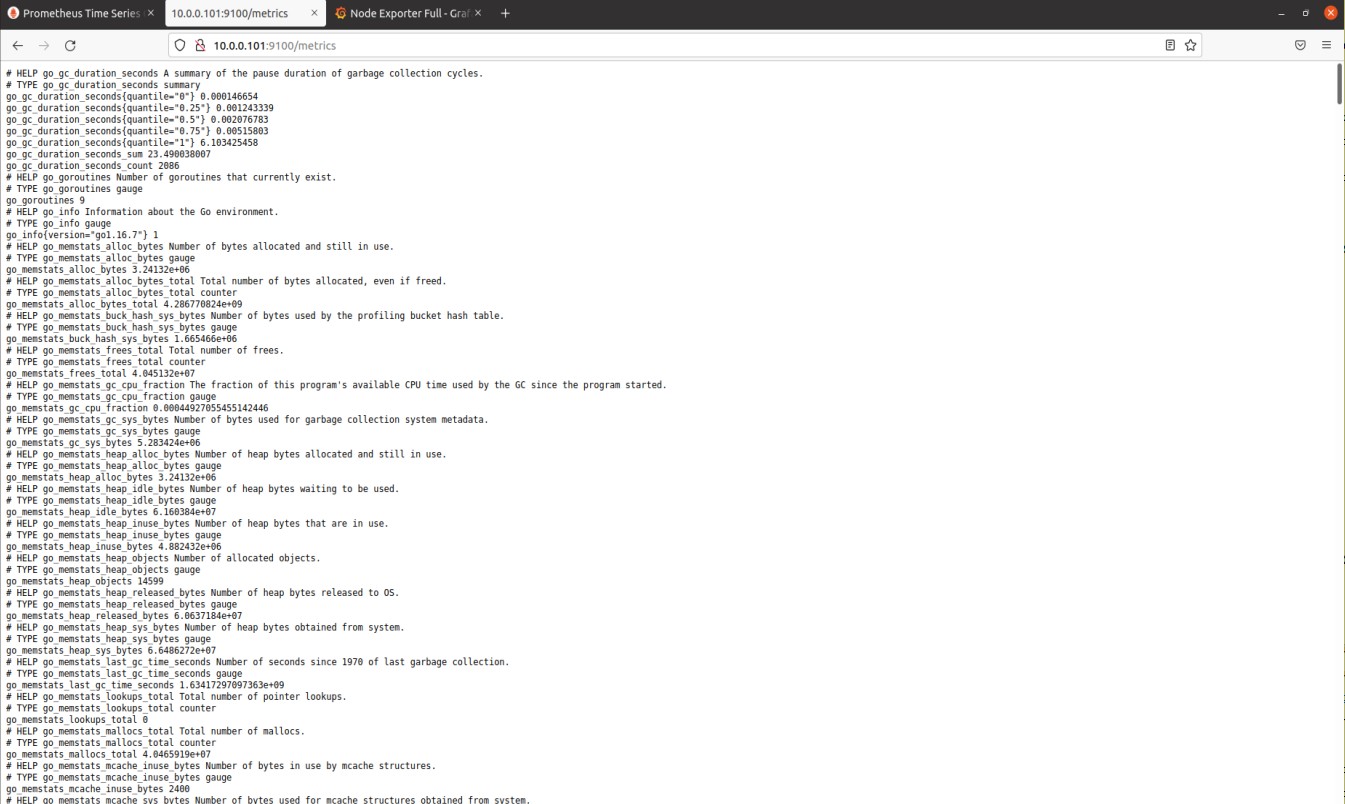 Prometheus Time Series
10.0.0.101:9100/metrics
Node Exporter Full - Graf
10.0.0.101:9100/metrics
# HELP go_gc_duration_seconds A summary of the pause duration of garbage collection cycles.
# TYPE go_gc_duration_seconds summary
go_gc_duration_seconds{quantile="0"} 0.000146654
go_gc_duration_seconds{quantile="0.25"} 0.001243339
go_gc_duration_seconds{quantile="0.5"} 0.002076783
go_gc_duration_seconds{quantile="0.75"} 0.00515803
go_gc_duration_seconds{quantile="1"} 6.103425458
go_gc_duration_seconds_sum 23.490038007
go_gc_duration_seconds_count 2086
# HELP go_goroutines Number of goroutines that currently exist.
# TYPE go_goroutines gauge
go_goroutines 9
# HELP go_info Information about the Go environment.
# TYPE go_info gauge
go_info{version="go1.16.7"} 1
# HELP go_memstats_alloc_bytes Number of bytes allocated and still in use.
# TYPE go_memstats_alloc_bytes gauge
go_memstats_alloc_bytes 3.24132e+06
# HELP go_memstats_alloc_bytes_total Total number of bytes allocated, even if freed.
# TYPE go_memstats_alloc_bytes_total counter
go_memstats_alloc_bytes_total 4.286770824e+09
# HELP go_memstats_buck_hash_sys_bytes Number of bytes used by the profiling bucket hash table.
# TYPE go_memstats_buck_hash_sys_bytes gauge
go_memstats_buck_hash_sys_bytes 1.665466e+06
# HELP go_memstats_frees_total Total number of frees.
# TYPE go_memstats_frees_total counter
go_memstats_frees_total 4.045132e+07
# HELP go_memstats_gc_cpu_fraction The fraction of this program's available CPU time used by the GC since the program started.
# TYPE go_memstats_gc_cpu_fraction gauge
go_memstats_gc_cpu_fraction 0.00044927055455142446
# HELP go_memstats_gc_sys_bytes Number of bytes used for garbage collection system metadata.
# TYPE go_memstats_gc_sys_bytes gauge
go_memstats_gc_sys_bytes 5.283424e+06
# HELP go_memstats_heap_alloc_bytes Number of heap bytes allocated and still in use.
# TYPE go_memstats_heap_alloc_bytes gauge
go_memstats_heap_alloc_bytes 3.24132e+06
# HELP go_memstats_heap_idle_bytes Number of heap bytes waiting to be used.
# TYPE go_memstats_heap_idle_bytes gauge
go_memstats_heap_idle_bytes 6.160384e+07
# HELP go_memstats_heap_inuse_bytes Number of heap bytes that are in use.
# TYPE go_memstats_heap_inuse_bytes gauge
go_memstats_heap_inuse_bytes 4.882432e+06
# HELP go_memstats_heap_objects Number of allocated objects.
# TYPE go_memstats_heap_objects gauge
go_memstats_heap_objects 14599
# HELP go_memstats_heap_released_bytes Number of heap bytes released to OS.
# TYPE go_memstats_heap_released_bytes gauge
go_memstats_heap_released_bytes 6.0637184e+07
# HELP go_memstats_heap_sys_bytes Number of heap bytes obtained from system.
# TYPE go_memstats_heap_sys_bytes gauge
go_memstats_heap_sys_bytes 6.6486272e+07
# HELP go_memstats_last_gc_time_seconds Number of seconds since 1970 of last garbage collection.
# TYPE go_memstats_last_gc_time_seconds gauge
go_memstats_last_gc_time_seconds 1.63417297097363e+09
# HELP go_memstats_lookups_total Total number of pointer lookups.
# TYPE go_memstats_lookups_total counter
go_memstats_lookups_total 0
# HELP go_memstats_mallocs_total Total number of mallocs.
# TYPE go_memstats_mallocs_total counter
go_memstats_mallocs_total 4.0465919e+07
# HELP go_memstats_mcache_inuse_bytes Number of bytes in use by mcache structures.
# TYPE go_memstats_mcache_inuse_bytes gauge
go_memstats_mcache_inuse_bytes 2400
# HELP go_memstats_mcache_sys_bytes Number of bytes used for mcache structures obtained from system.